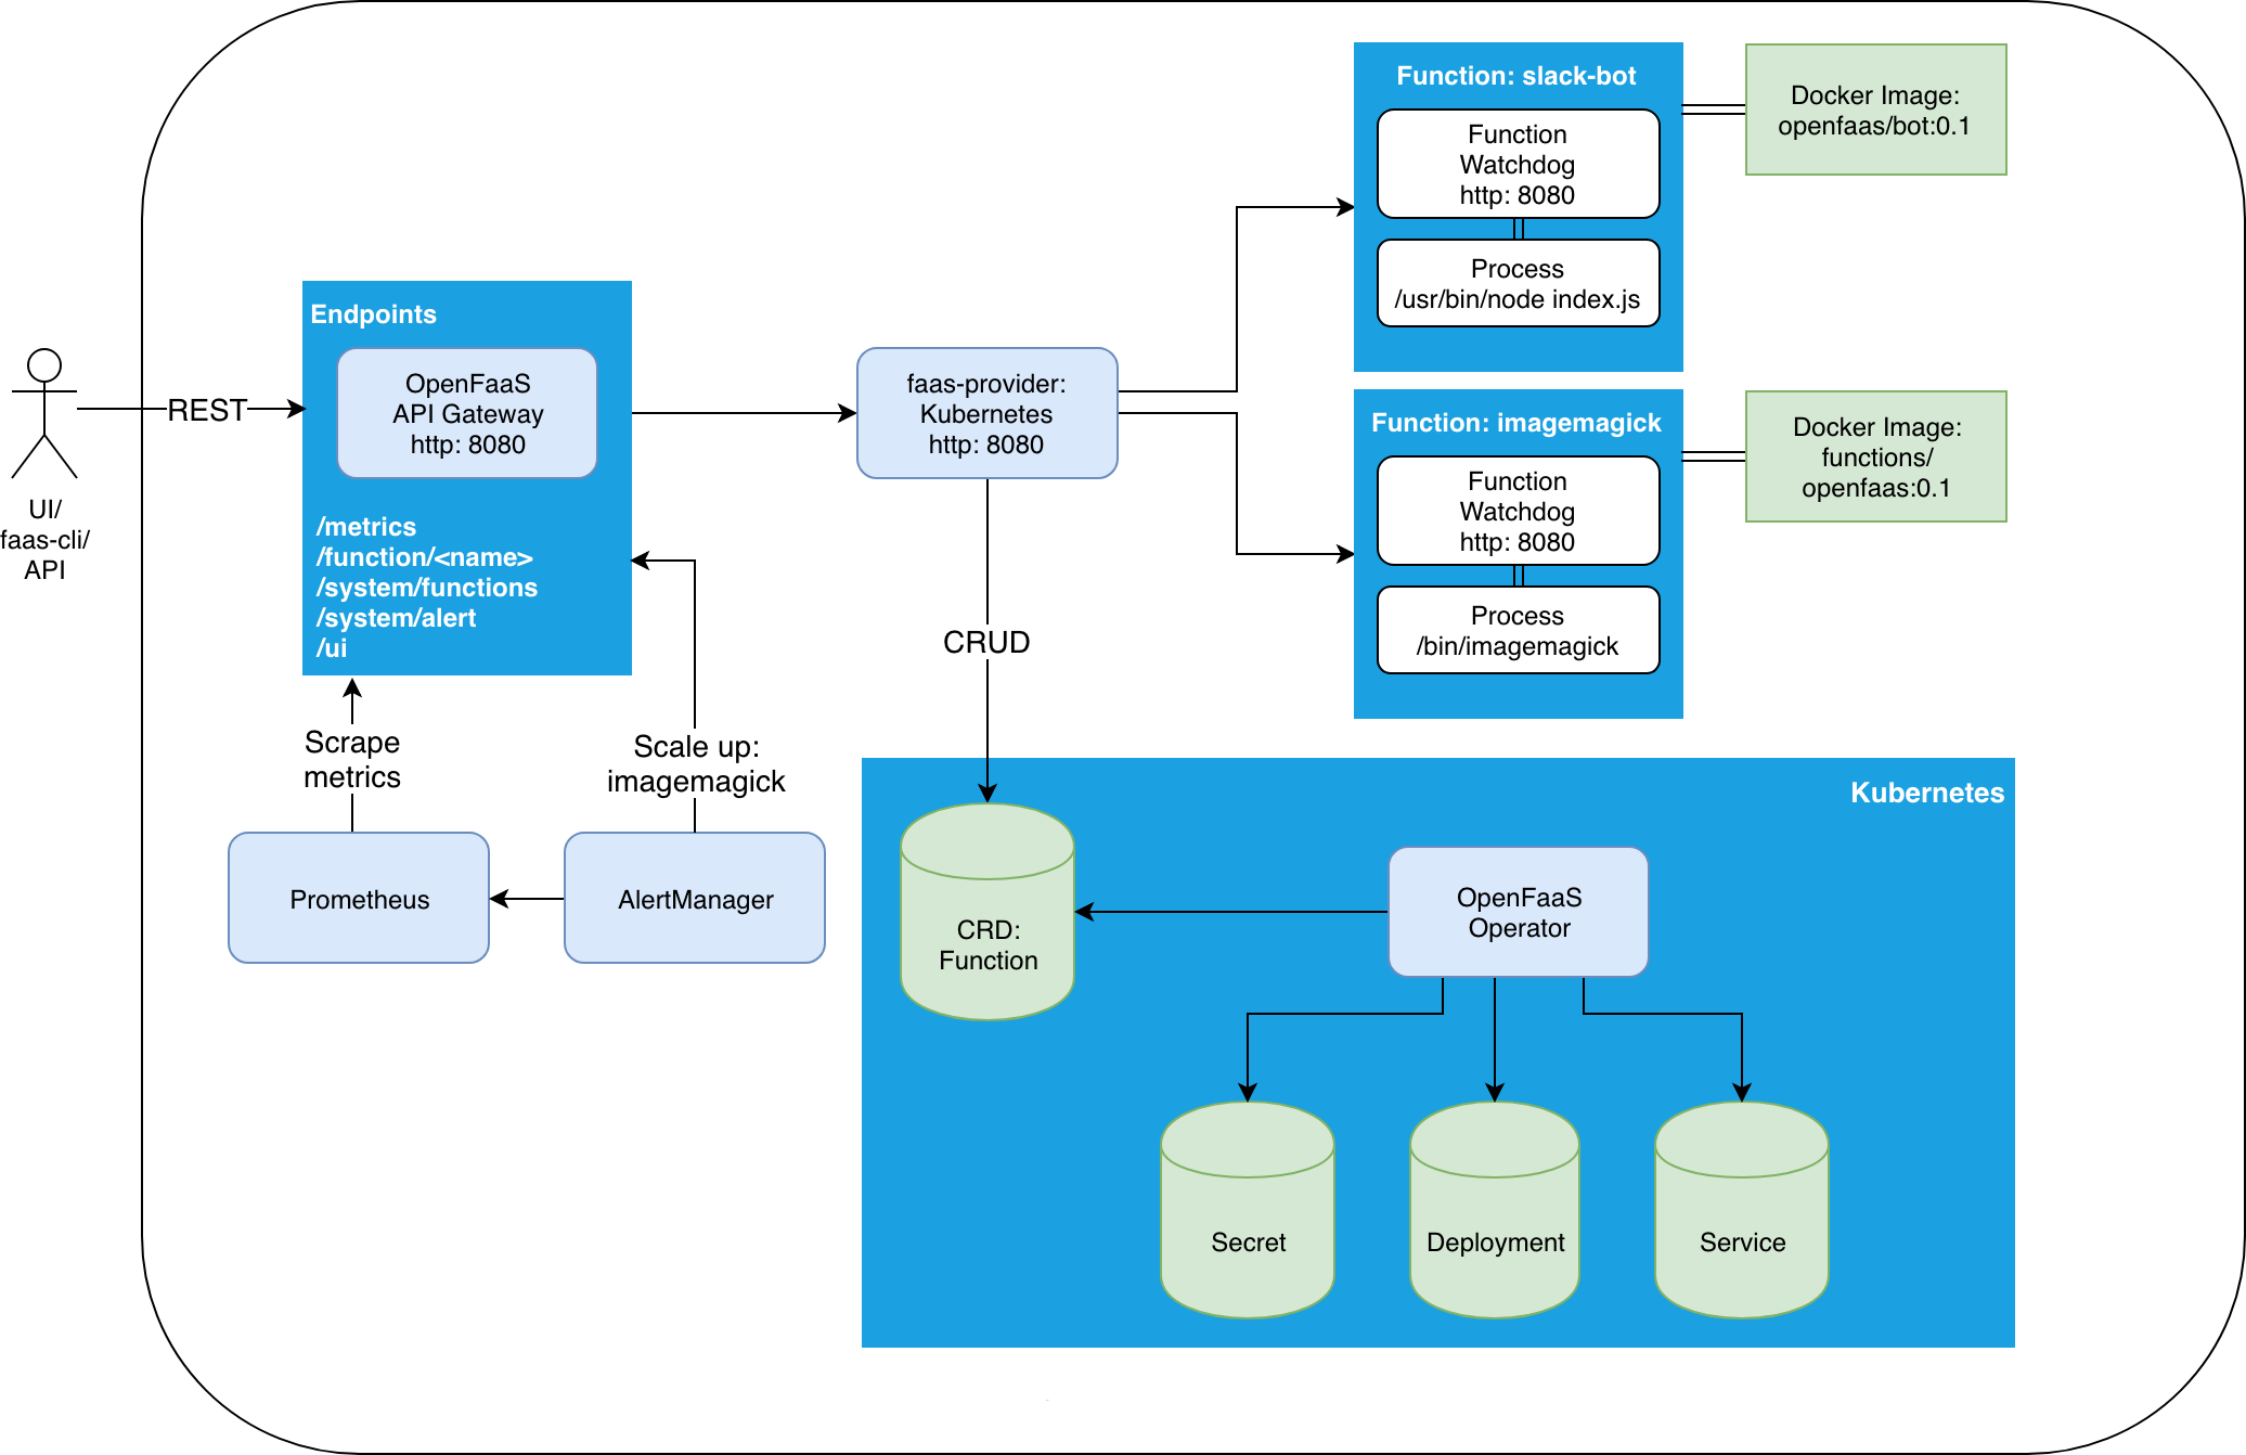 UI/
faas-cli/
API
REST
Endpoints
OpenFaaS
API Gateway
http: 8080
/metrics
/function/<name>
/system/functions
/system/alert
/ui
Scrape
metrics
Scale up:
imagemagick
Prometheus
AlertManager
faas-provider:
Kubernetes
http: 8080
CRUD
Function: slack-bot
Function
Watchdog
http: 8080
Process
/usr/bin/node index.js
Docker Image:
openfaas/bot:0.1
Function: imagemagick
Function
Watchdog
http: 8080
Process
/bin/imagemagick
Docker Image:
functions/
openfaas:0.1
Kubernetes
CRD:
Function
OpenFaaS
Operator
Secret
Deployment
Service